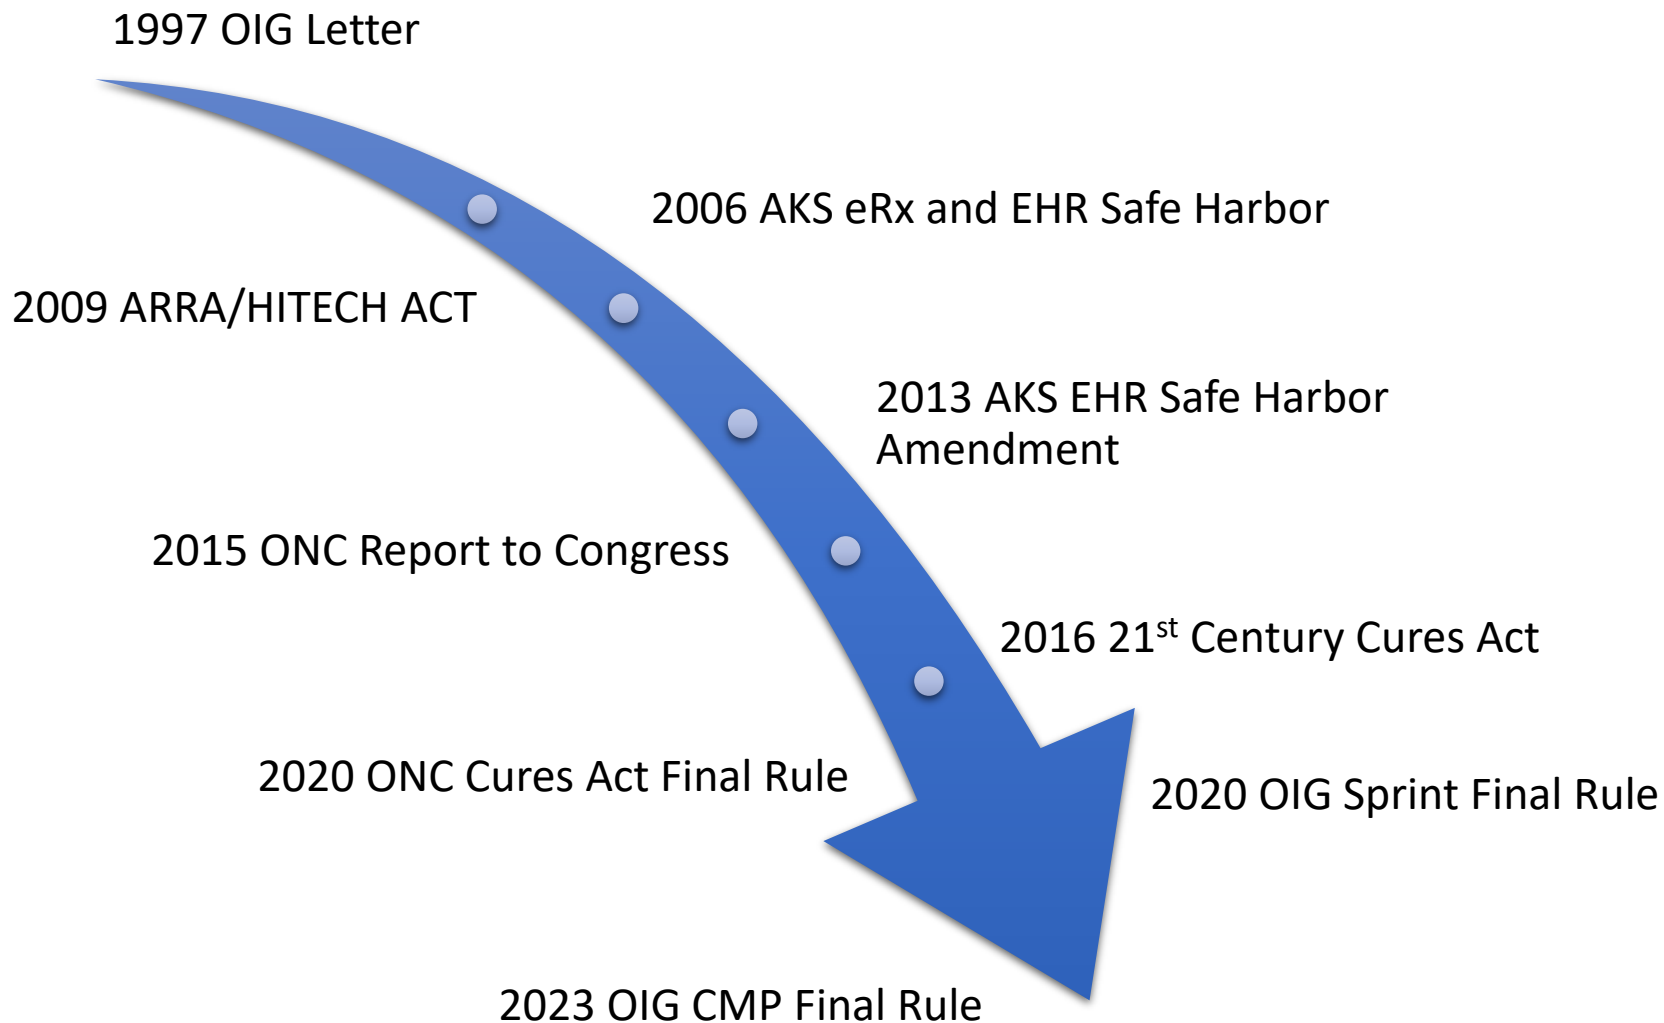 1997 OIG Letter
2006 AKS eRx and EHR Safe Harbor
2009 ARRA/HITECH ACT
2013 AKS EHR Safe Harbor
Amendment
2015 ONC Report to Congress
2016 21st Century Cures Act
2020 ONC Cures Act Final Rule
2020 OIG Sprint Final Rule
2023 OIG CMP Final Rule